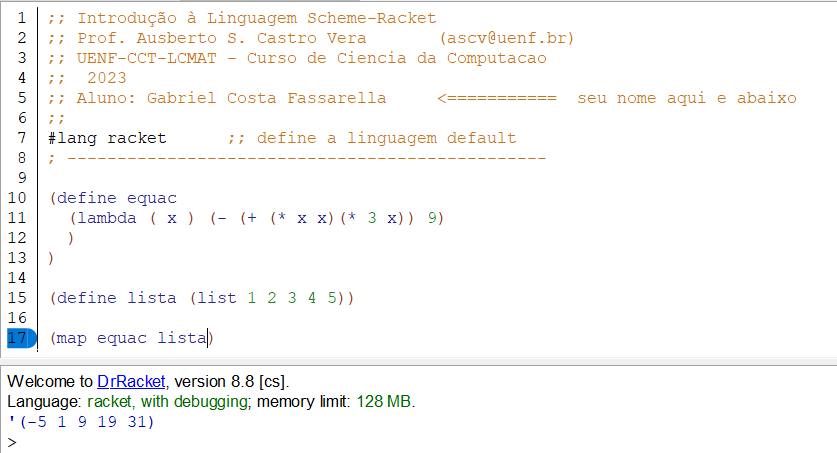 1 ;; Introdução à Linguagem Scheme-Racket
2 ;; Prof. Ausberto S. Castro Vera (ascv@uenf.br)
3 ;; UENF-CCT-LCMAT - Curso de Ciencia da Computacao
4 ;; 2023
5 ;; Aluno: Gabriel Costa Fassarella <=========== seu nome aqui e abaixo
6 ;;
7 #lang racket ;; define a linguagem default
8 ; ------------------------------------------------
9
10 (define equac
11 (lambda ( x ) (- (+ (* x x)(* 3 x)) 9)
12 )
13 )
14
15 (define lista (list 1 2 3 4 5))
16
17 (map equac lista)
Welcome to DrRacket, version 8.8 [cs].
Language: racket, with debugging; memory limit: 128 MB.
'(-5 1 9 19 31)
>